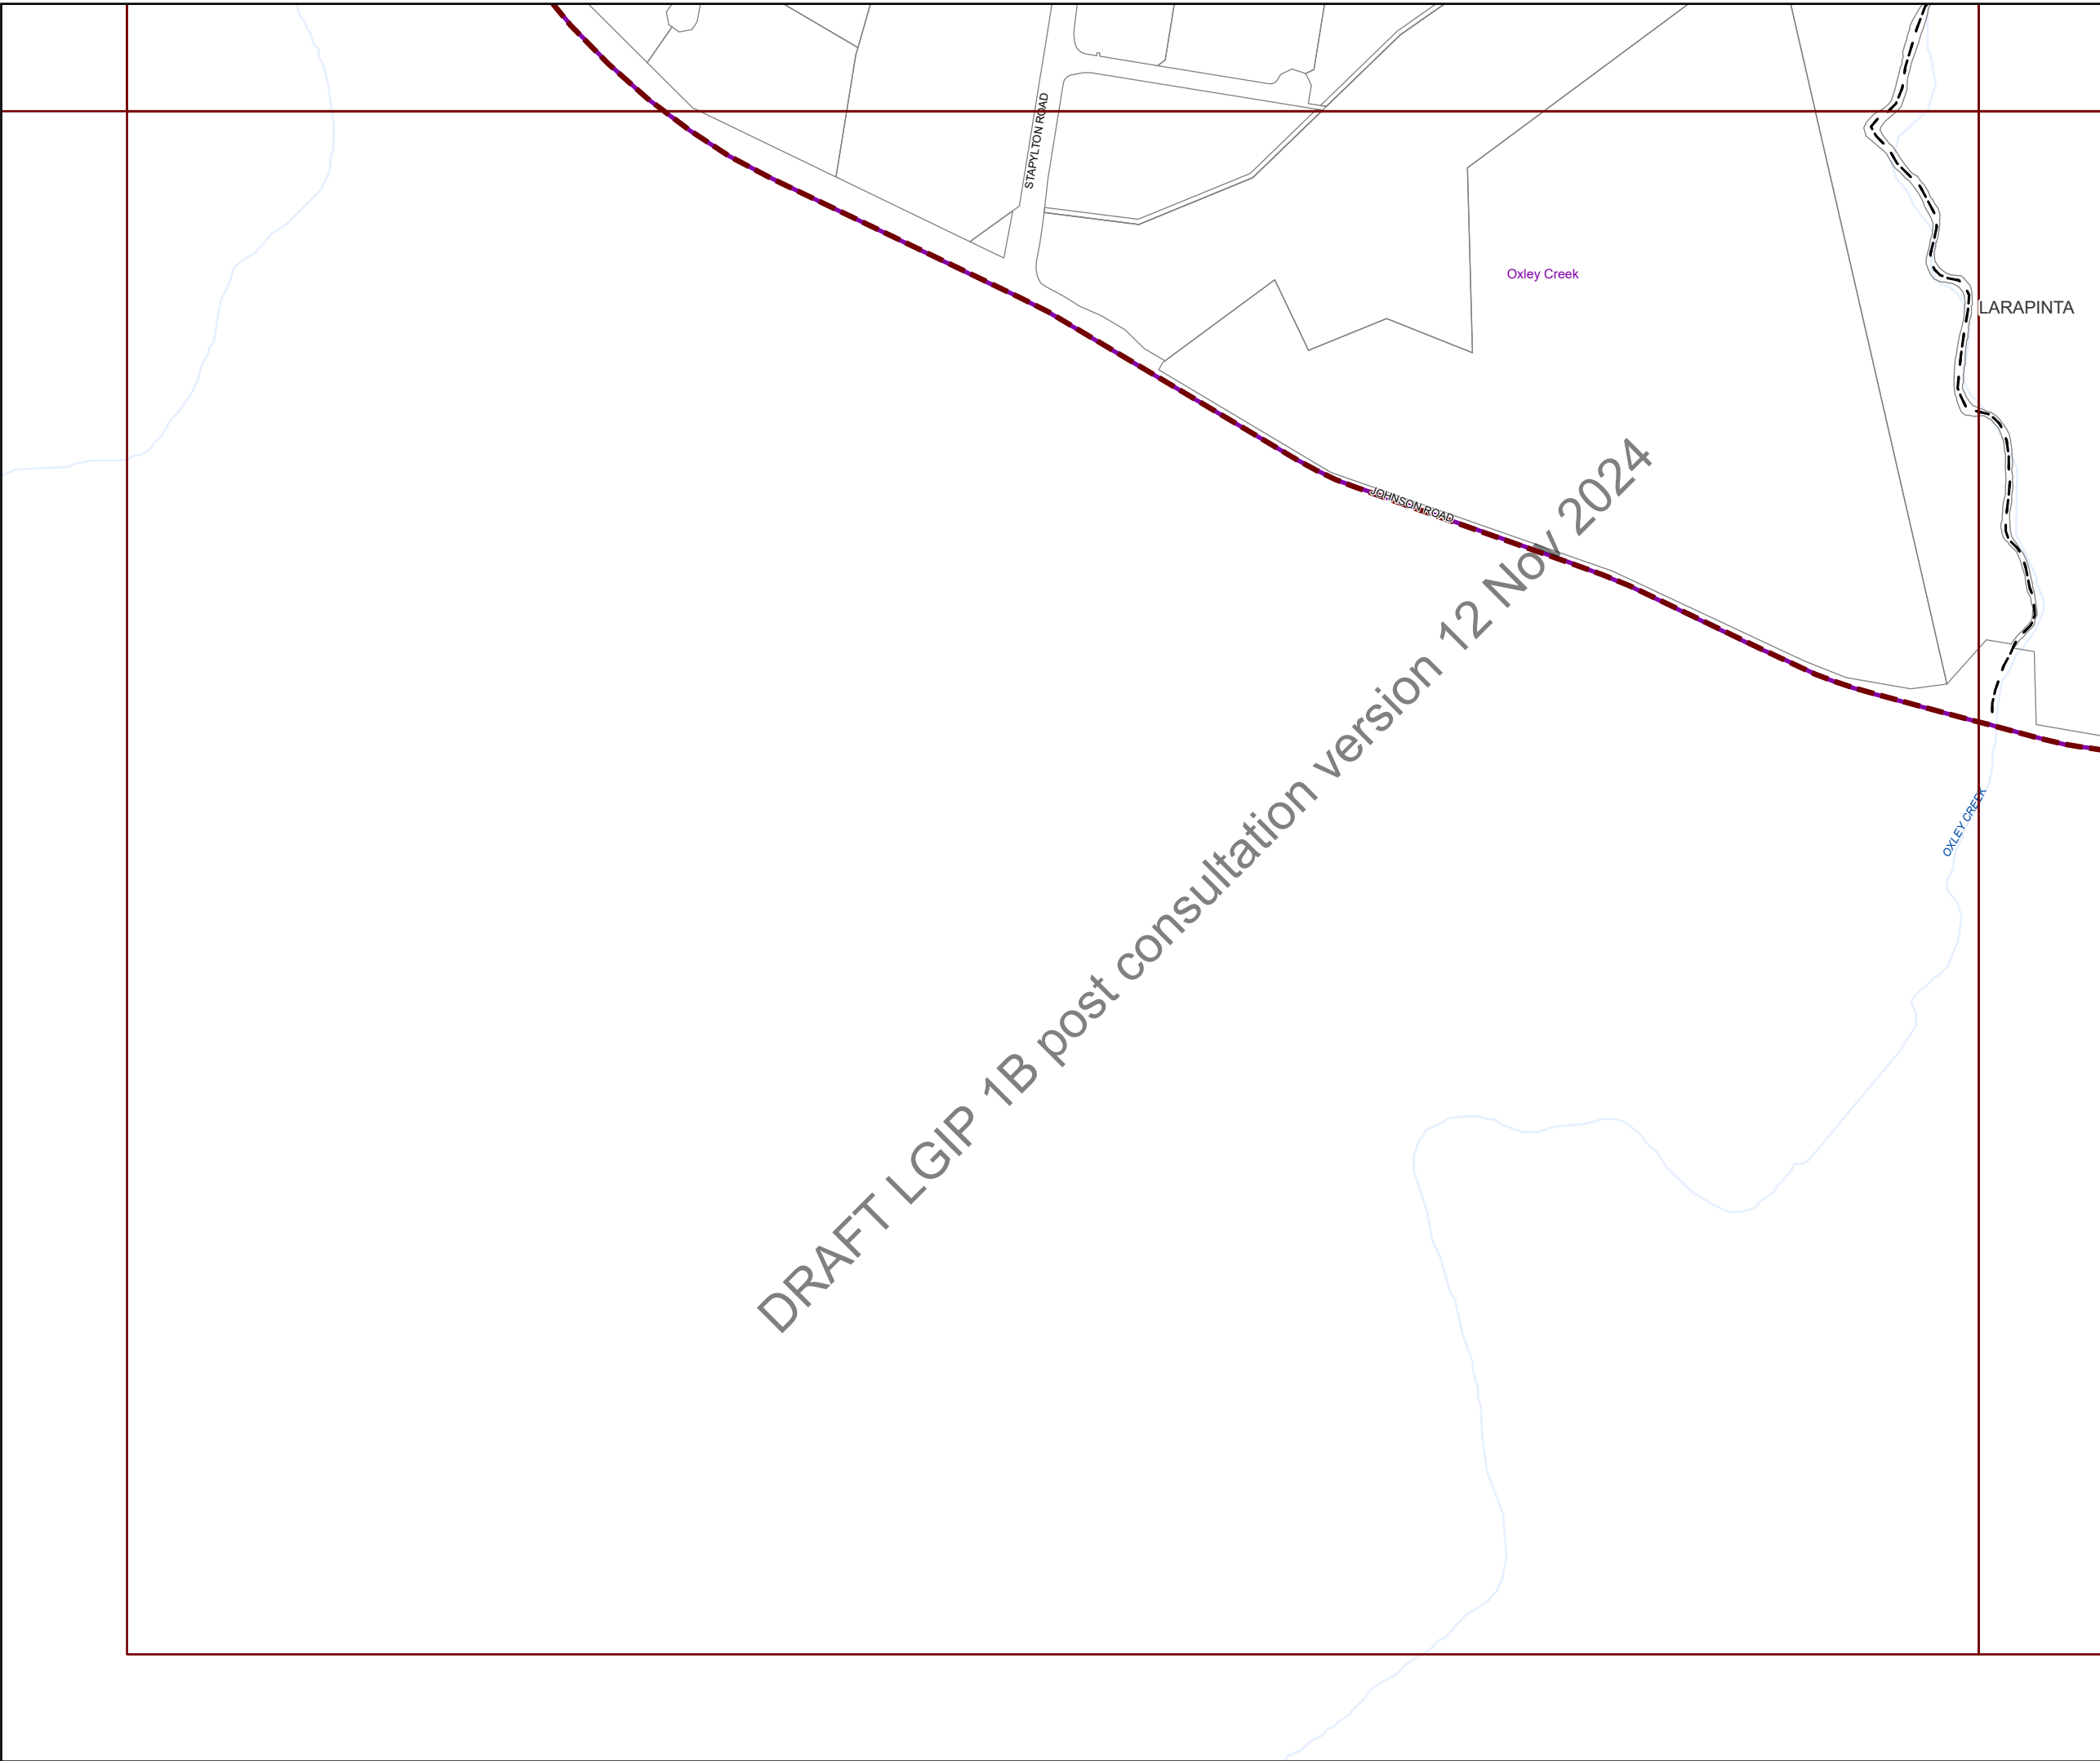 STAPYLTON ROAD
Oxley Creek
LARAPINTA
JOHNSON ROAD
DRAFT LGIP 1B post consultation version 12 Nov 2024
OXLEY CREEK